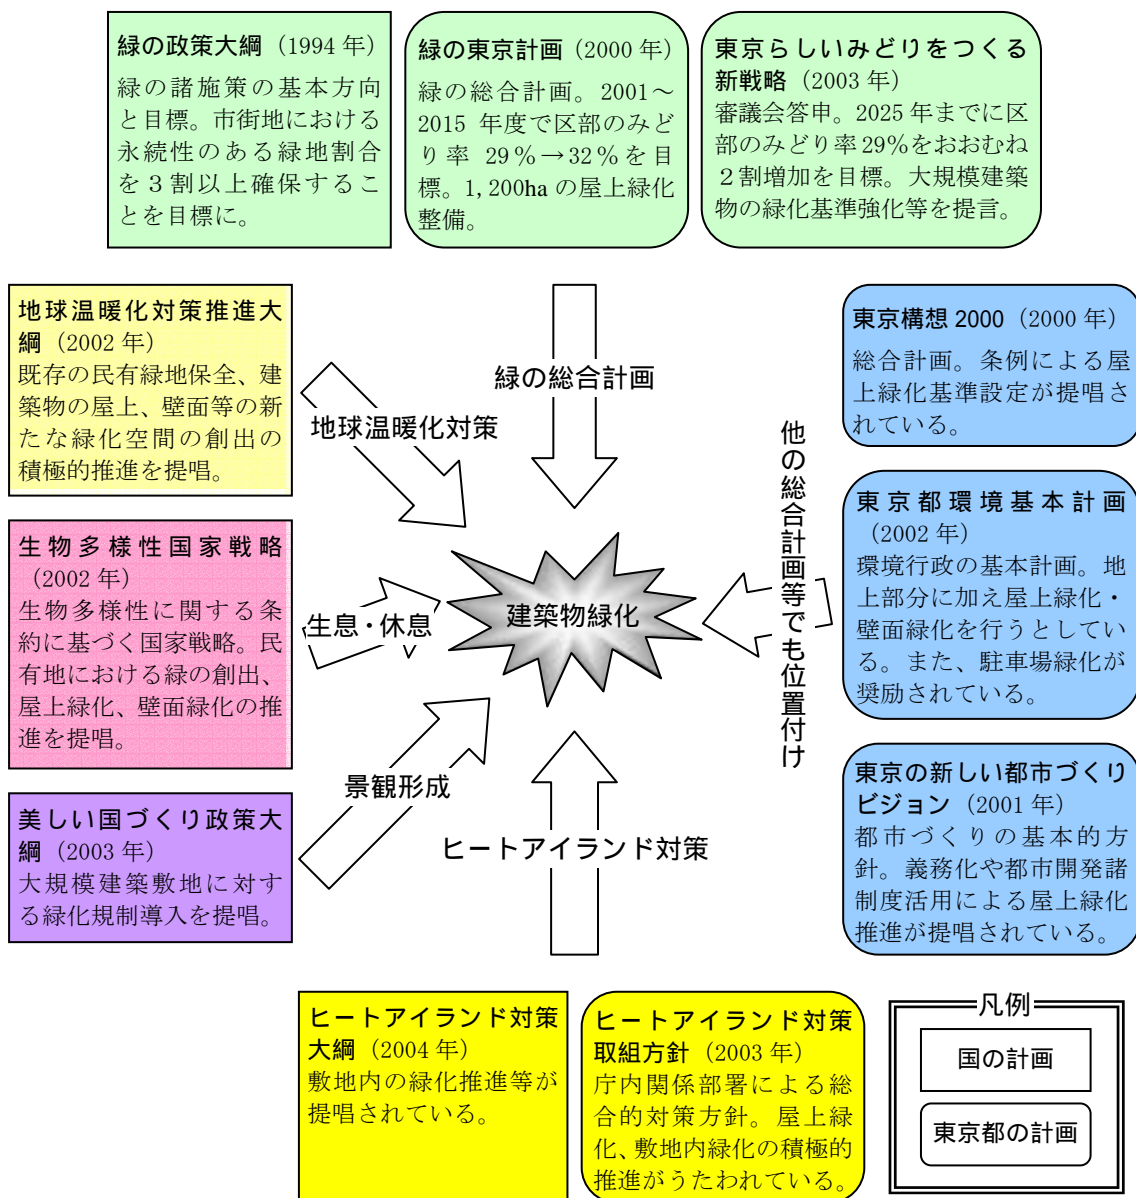 緑の政策大綱（1994 年）
緑の諸施策の基本方向
と目標。市街地における
永続性のある緑地割合
を３割以上確保するこ
とを目標に。
緑の東京計画（2000 年）
緑の総合計画。2001～
2015 年度で区部のみど
り率 29％→32％を目
標。1,200ha の屋上緑化
整備。
東京らしいみどりをつくる
新戦略（2003 年）
審議会答申。2025 年までに区
部のみどり率 29％をおおむね
２割増加を目標。大規模建築
物の緑化基準強化等を提言。
地球温暖化対策推進大
綱（2002 年）
既存の民有緑地保全、建
築物の屋上、壁面等の新
たな緑化空間の創出の
積極的推進を提唱。
地球温暖化対策
緑の総合計画
他の総合計画等でも位置付け
東京構想 2000（2000 年）
総合計画。条例による屋
上緑化基準設定が提唱さ
れている。
生物多様性国家戦略
（2002 年）
生物多様性に関する条
約に基づく国家戦略。民
有地における緑の創出、
屋上緑化、壁面緑化の推
進を提唱。
生息・休息
建築物緑化
東京都環境基本計画
（2002 年）
環境行政の基本計画。地
上部分に加え屋上緑化・
壁面緑化を行うとしてい
る。また、駐車場緑化が
奨励されている。
美しい国づくり政策大
綱（2003 年）
大規模建築敷地に対す
る緑化規制導入を提唱。
景観形成
ヒートアイランド対策
東京の新しい都市づくり
ビジョン（2001 年）
都市づくりの基本的方
針。義務化や都市開発諸
制度活用による屋上緑化
推進が提唱されている。
ヒートアイランド対策
大綱（2004 年）
敷地内の緑化推進等が
提唱されている。
ヒートアイランド対策
取組方針（2003 年）
庁内関係部署による総
合的対策方針。屋上緑
化、敷地内緑化の積極的
推進がうたわれている。
凡例
国の計画
東京都の計画